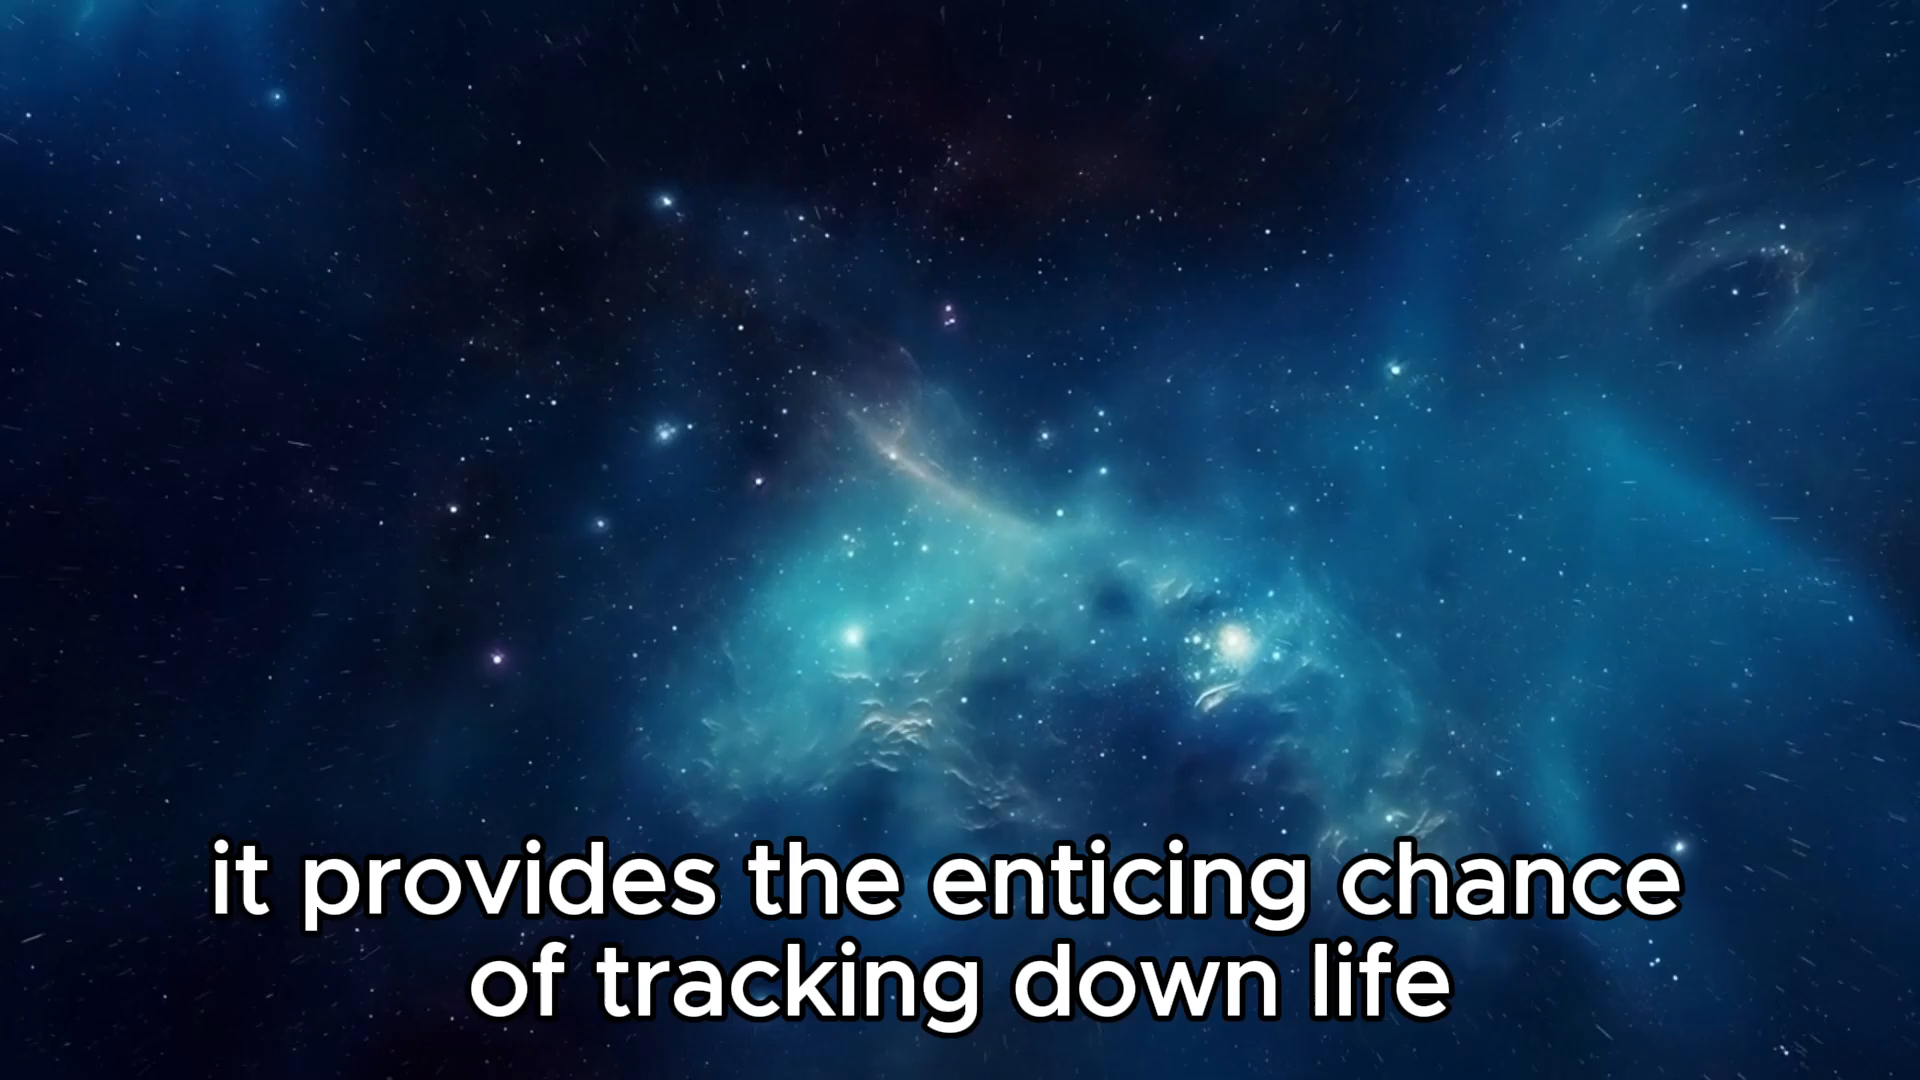 it provides the enticing chance
of tracking down life